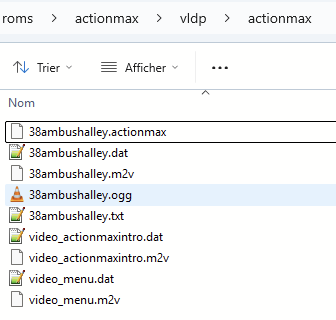 roms > actionmax > vldp > actionmax
Trier Afficher ...
Nom
38ambushalley.actionmax
38ambushalley.dat
38ambushalley.m2v
38ambushalley.ogg
38ambushalley.txt
video_actionmaxintro.dat
video_actionmaxintro.m2v
video_menu.dat
video_menu.m2v